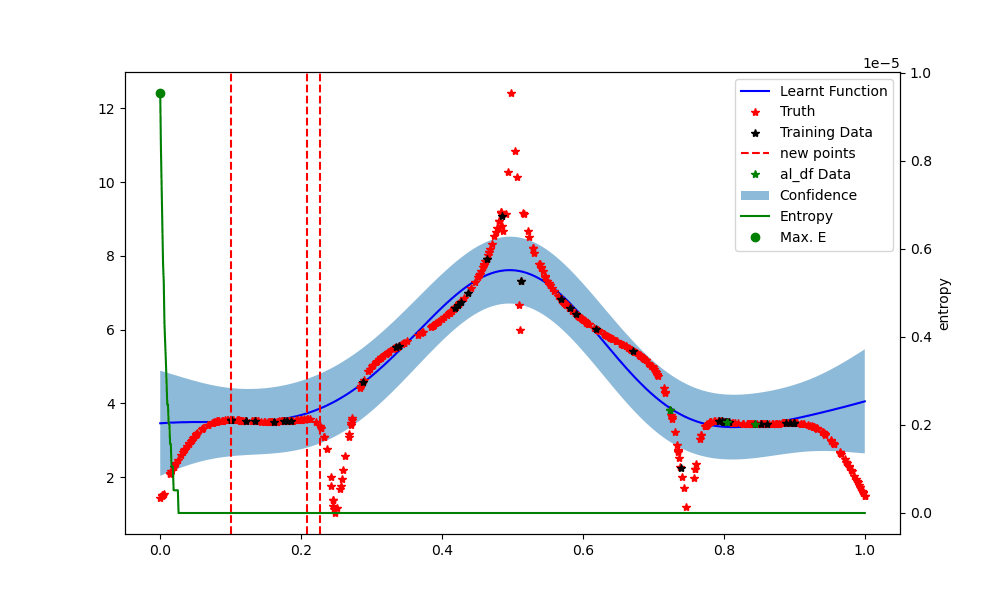 1e−5
12
10
8
6
4
2
1.0
0.8
0.6
0.4
0.2
0.0
entropy
0.0
0.2
0.4
0.6
0.8
1.0
Learnt Function
Truth
Training Data
new points
al_df Data
Confidence
Entropy
Max. E